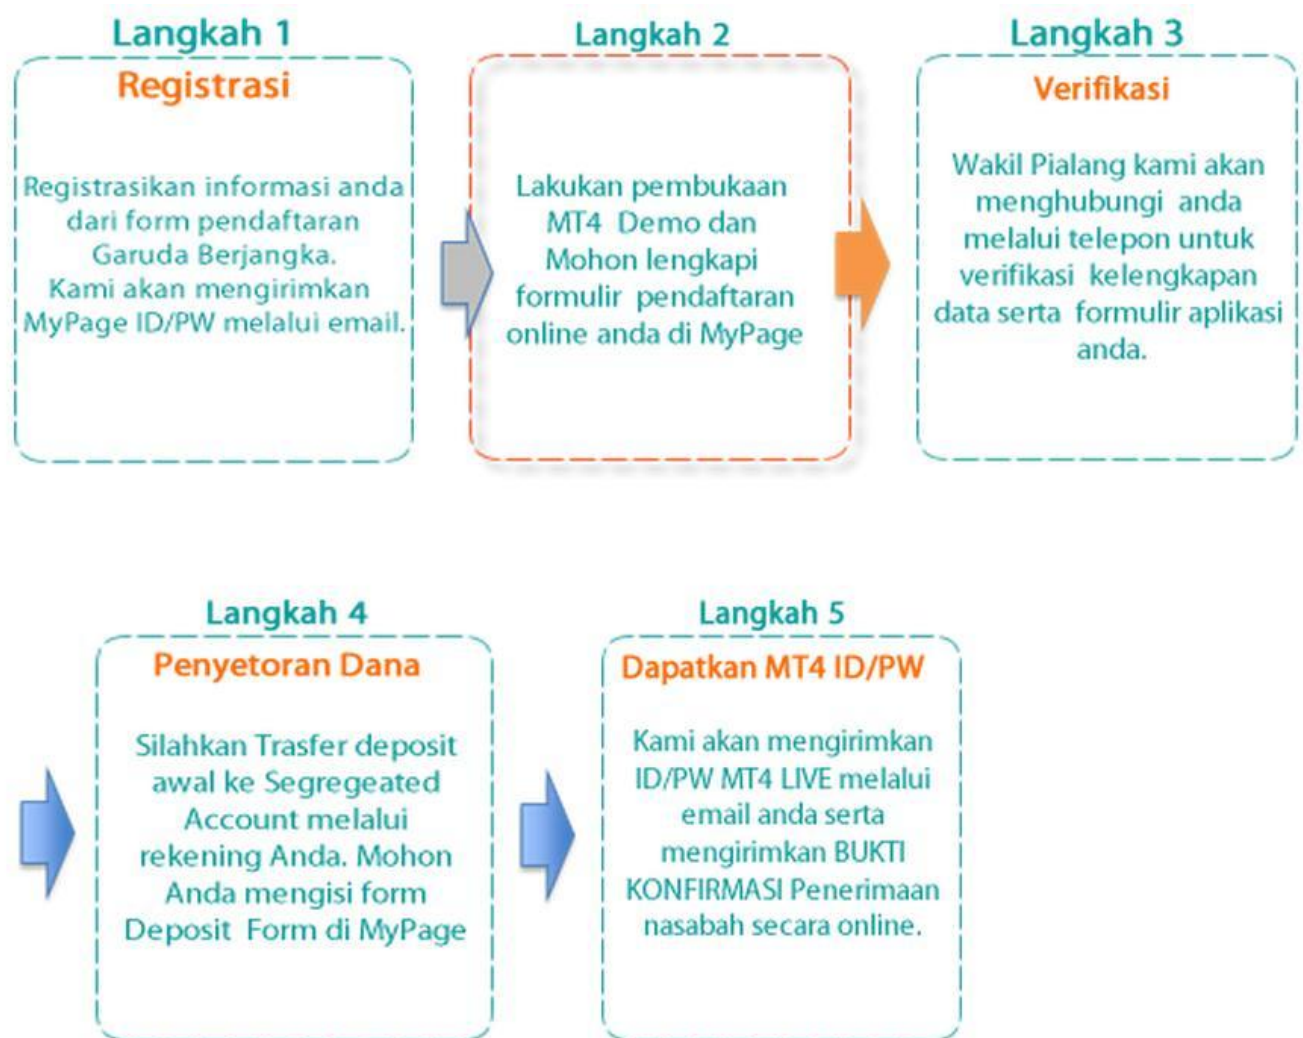 Langkah 1
Registrasi
Registrasikan informasi anda
dari form pendaftaran
Garuda Berjangka.
Kami akan mengirimkan
MyPage ID/PW melalui email.
Langkah 2
Lakukan pembukaan
MT4 Demo dan
Mohon lengkapi
formulir pendaftaran
online anda di MyPage
Langkah 3
Verifikasi
Wakil Pialang kami akan
menghubungi anda
melalui telepon untuk
verifikasi kelengkapan
data serta formulir aplikasi
anda.
Langkah 4
Penyetoran Dana
Silahkan Trasfer deposit
awal ke Segregeated
Account melalui
rekening Anda. Mohon
Anda mengisi form
Deposit Form di MyPage
Langkah 5
Dapatkan MT4 ID/PW
Kami akan mengirimkan
ID/PW MT4 LIVE melalui
email anda serta
mengirimkan BUKTI
KONFIRMASI Penerimaan
nasabah secara online.